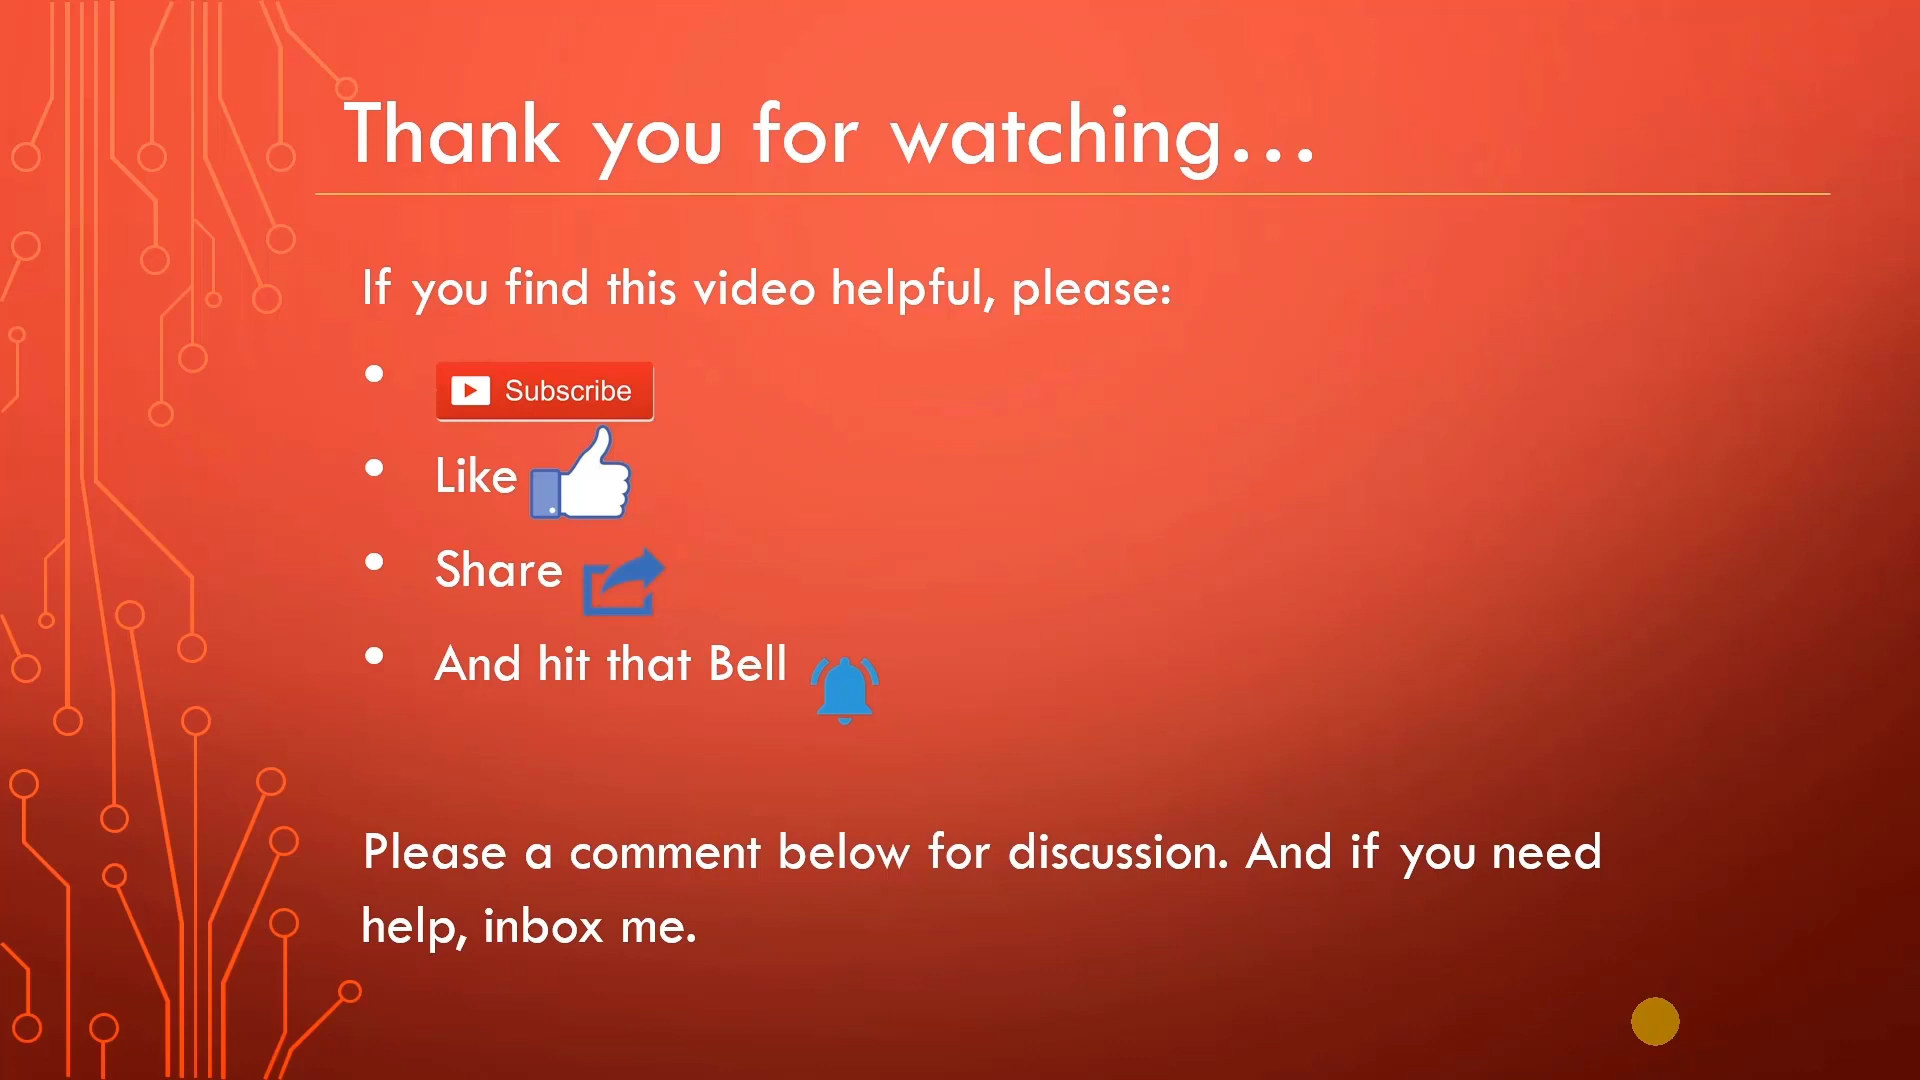 Thank you for watching...
If you find this video helpful, please:
• Subscribe
• Like
• Share
• And hit that Bell
Please a comment below for discussion. And if you need
help, inbox me.